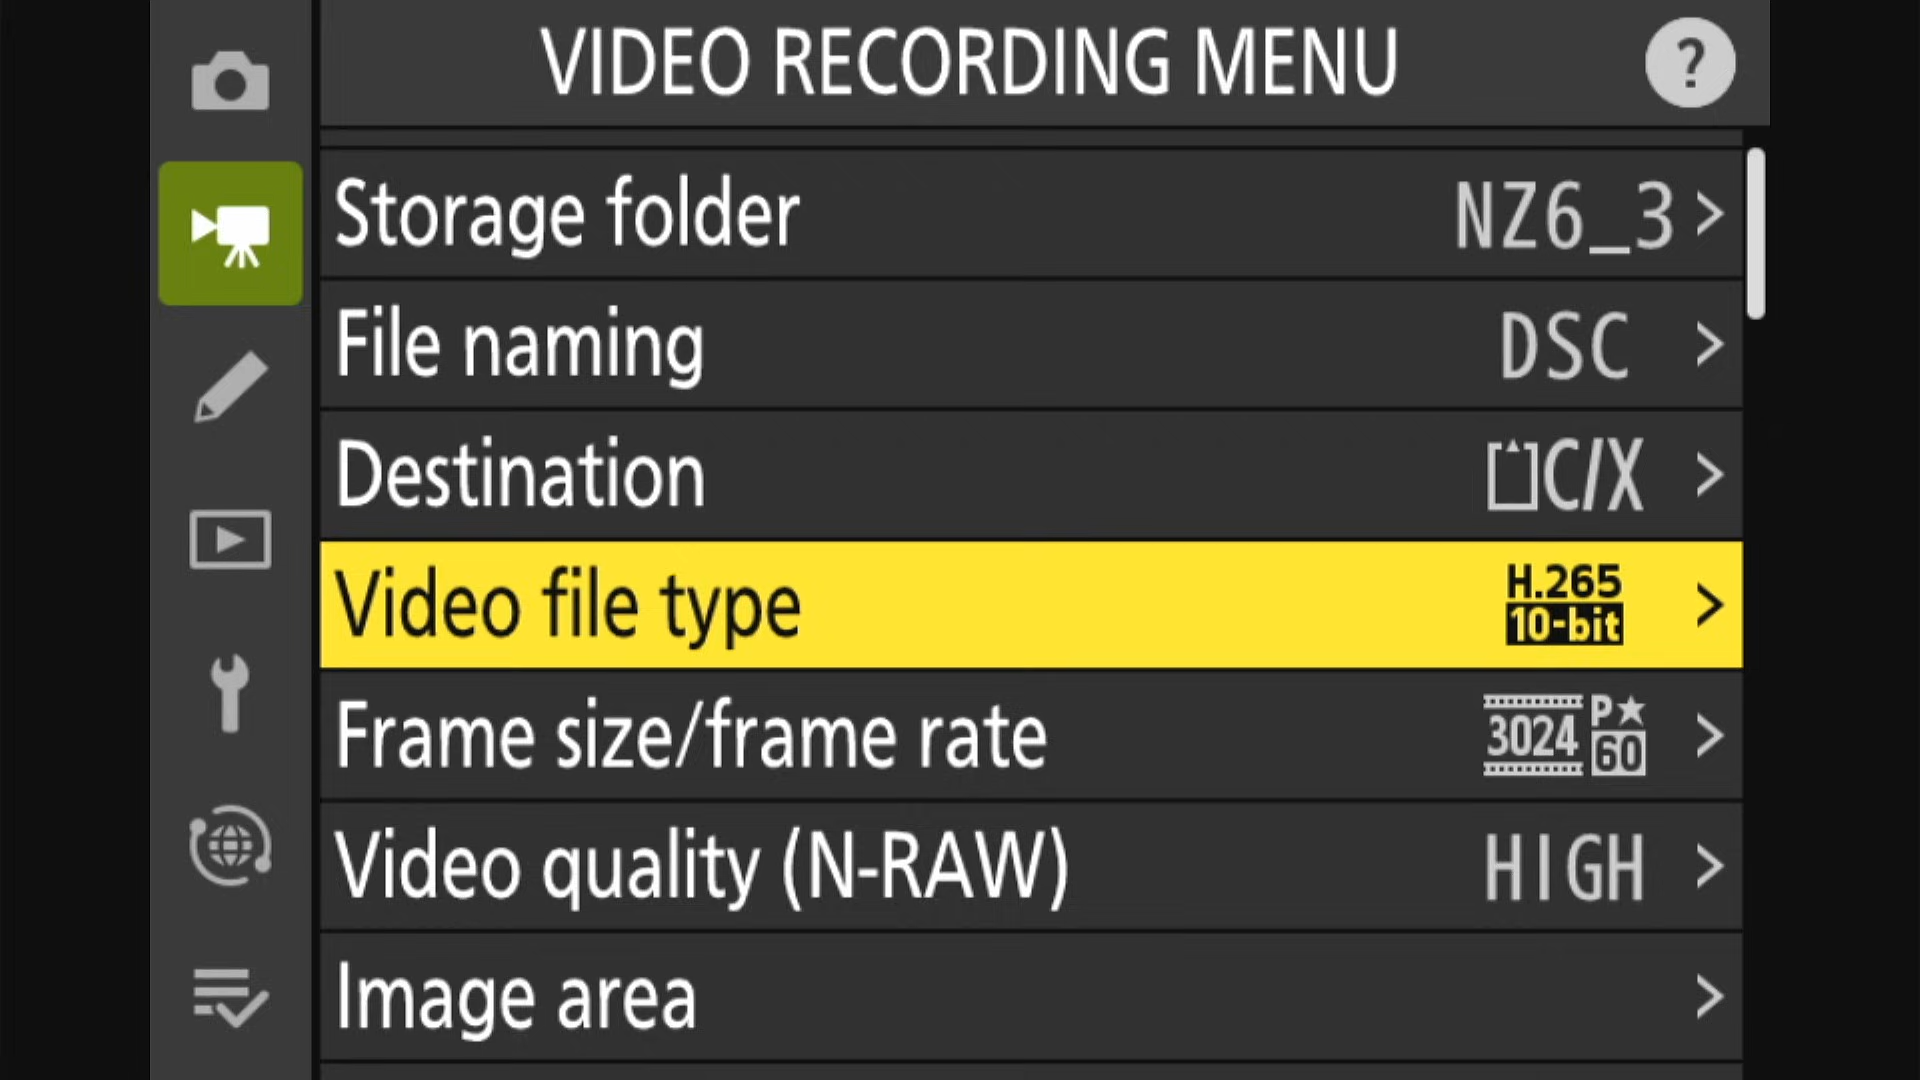 VIDEO RECORDING MENU ?
Storage folder NZ6_3 >
File naming DSC >
Destination C/X >
Video file type H.265 10-bit >
Frame size/frame rate 3024 P★ 60 >
Video quality (N-RAW) HIGH >
Image area >